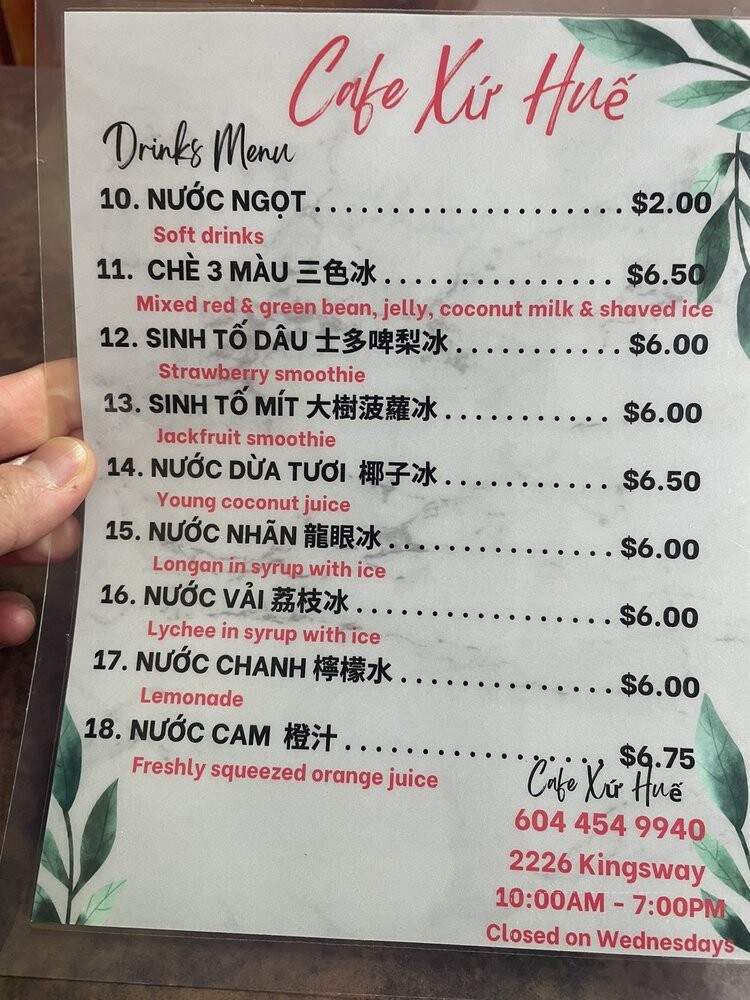 Cafe Xứ Huế
Drinks Menu
10. NƯỚC NGỌT ..................... $2.00
Soft drinks
11. CHÈ 3 MÀU 三色冰 ................ $6.50
Mixed red & green bean, jelly, coconut milk & shaved ice
12. SINH TỐ DÂU 士多啤梨冰 ........... $6.00
Strawberry smoothie
13. SINH TỐ MÍT 大樹菠蘿冰 ........... $6.00
Jackfruit smoothie
14. NƯỚC DỪA TƯƠI 椰子冰 ........... $6.50
Young coconut juice
15. NƯỚC NHÃN 龍眼冰 ................ $6.00
Longan in syrup with ice
16. NƯỚC VẢI 荔枝冰 .................. $6.00
Lychee in syrup with ice
17. NƯỚC CHANH 檸檬水 ............... $6.00
Lemonade
18. NƯỚC CAM 橙汁 ................... $6.75
Freshly squeezed orange juice
Cafe Xứ Huế
604 454 9940
2226 Kingsway
10:00AM - 7:00PM
Closed on Wednesdays